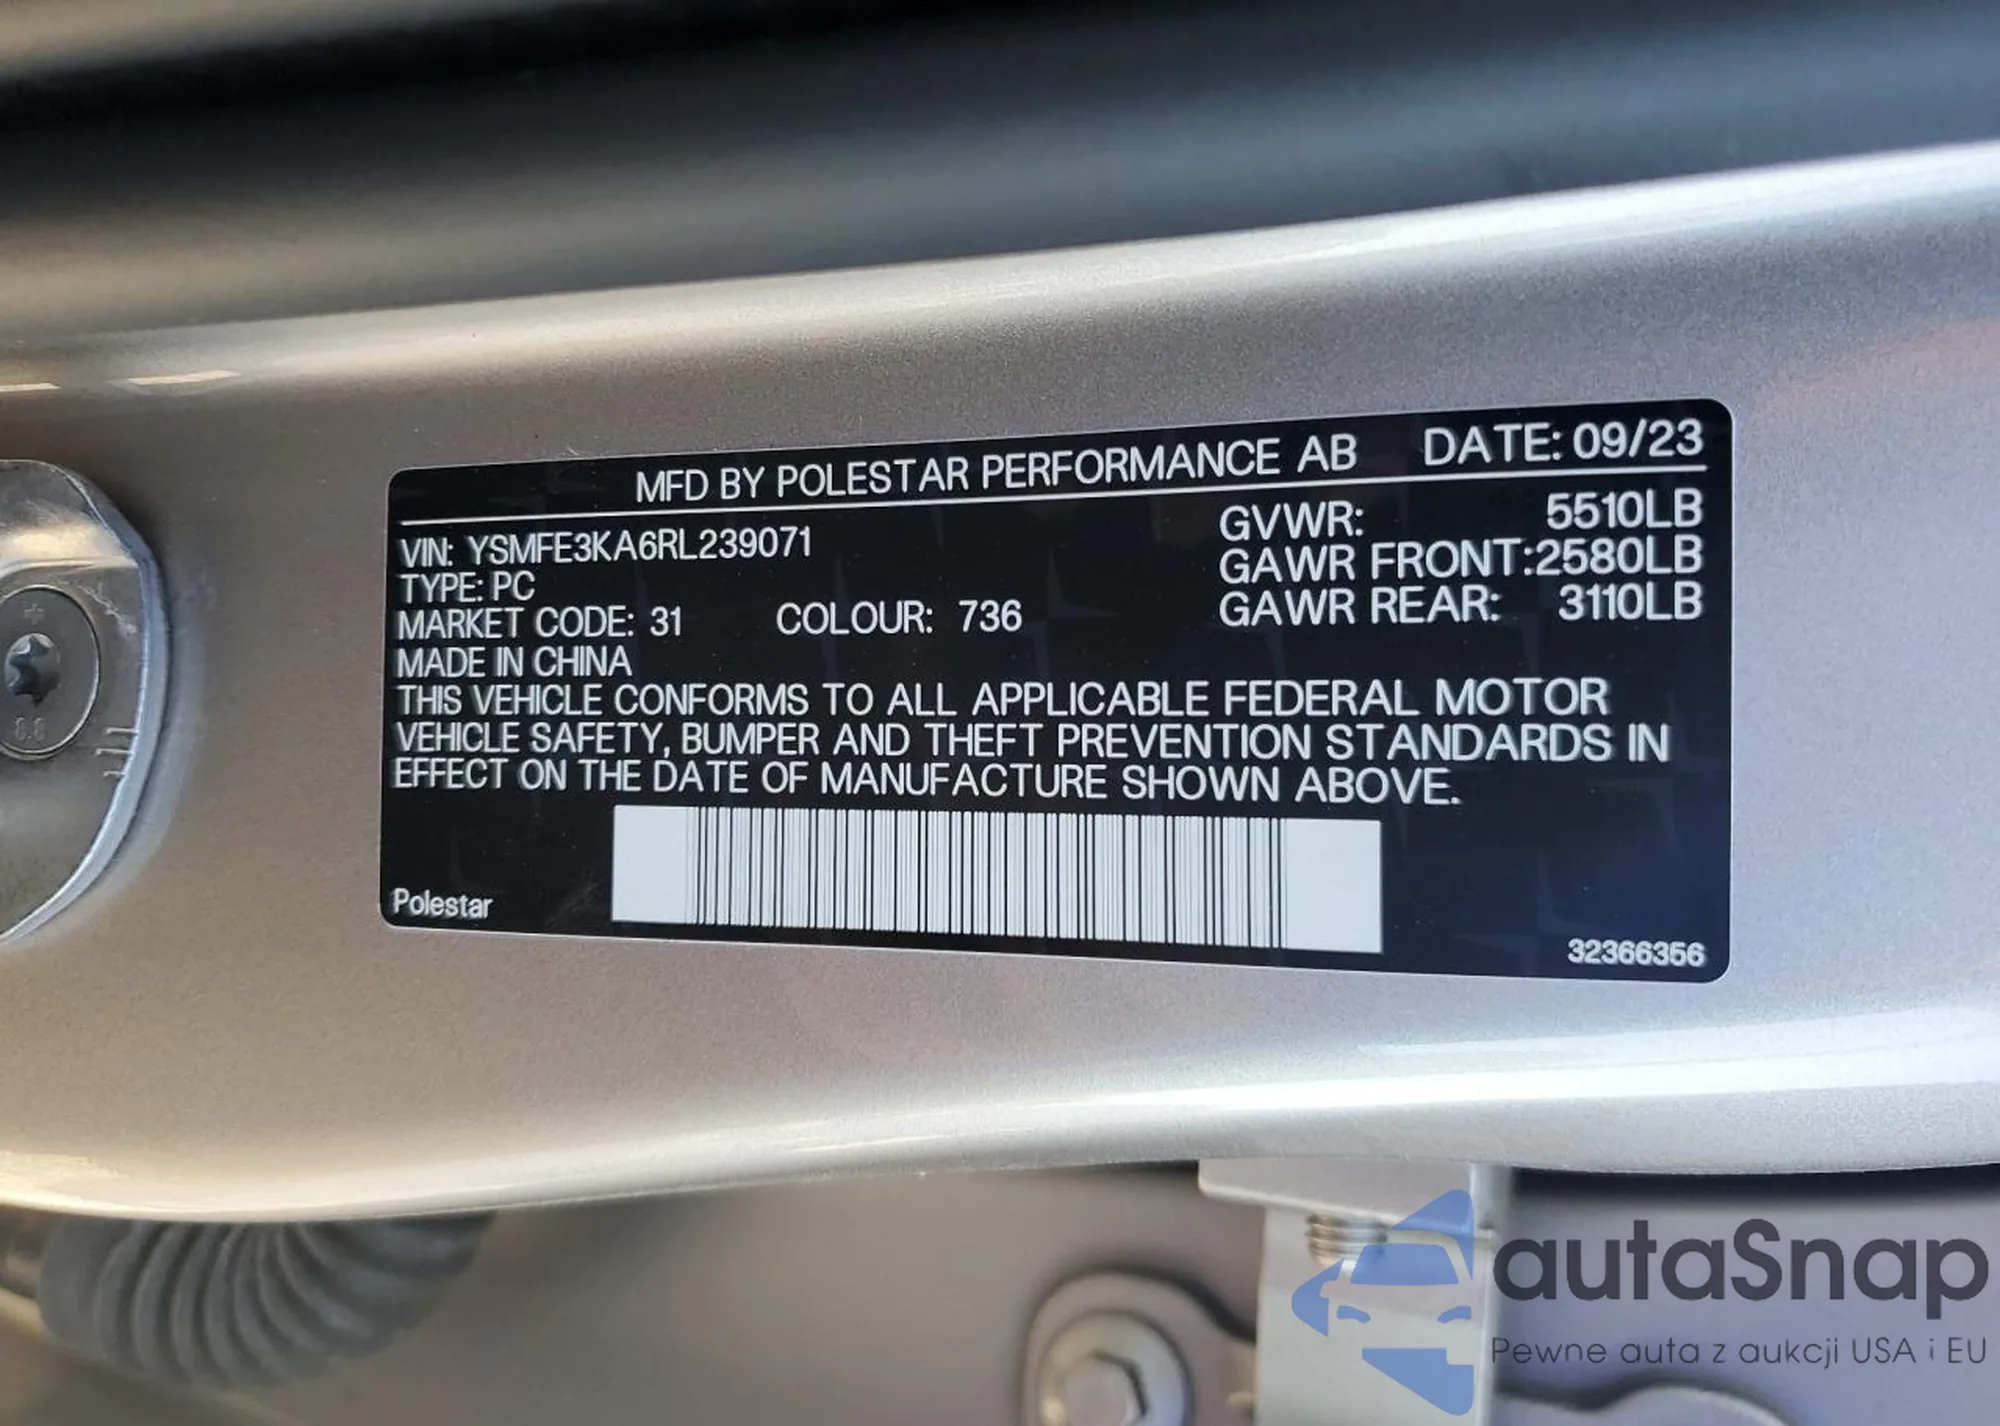 MFD BY POLESTAR PERFORMANCE AB DATE: 09/23
VIN: YSMFE3KA6RL239071
GVWR: 5510LB
TYPE: PC
GAWR FRONT:2580LB
MARKET CODE: 31 COLOUR: 736
GAWR REAR: 3110LB
MADE IN CHINA
THIS VEHICLE CONFORMS TO ALL APPLICABLE FEDERAL MOTOR
VEHICLE SAFETY, BUMPER AND THEFT PREVENTION STANDARDS IN
EFFECT ON THE DATE OF MANUFACTURE SHOWN ABOVE.
Polestar
32366356
8.8
autaSnap
Pewne auta z aukcji USA i EU